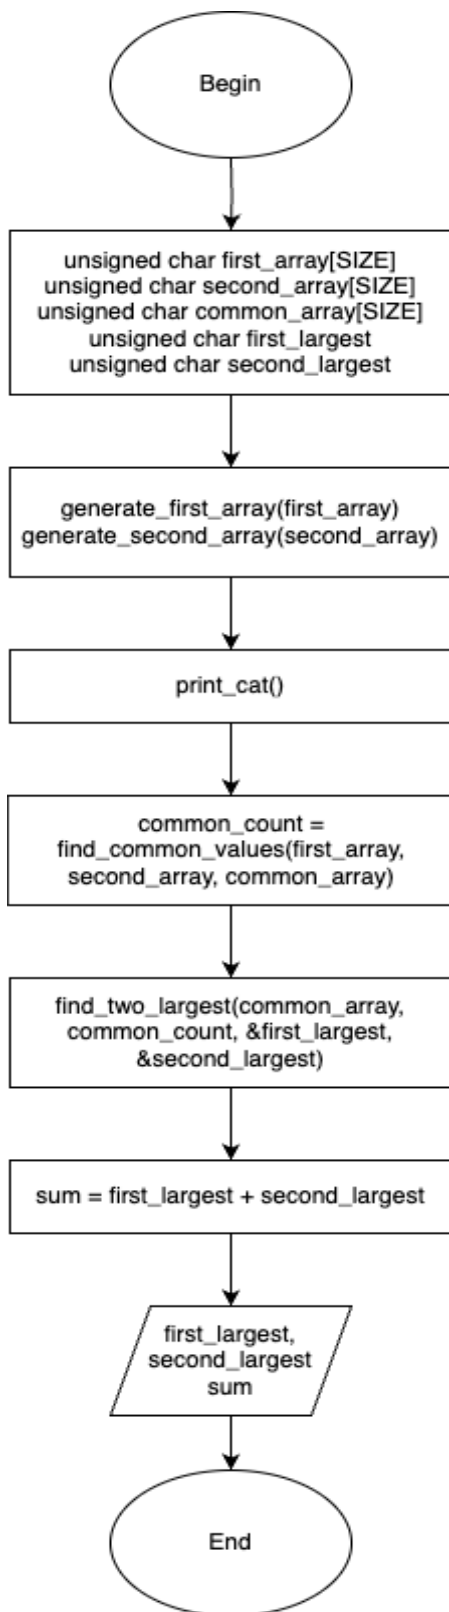 Begin
unsigned char first_array[SIZE]
unsigned char second_array[SIZE]
unsigned char common_array[SIZE]
unsigned char first_largest
unsigned char second_largest
generate_first_array(first_array)
generate_second_array(second_array)
print_cat()
common_count =
find_common_values(first_array,
second_array, common_array)
find_two_largest(common_array,
common_count, &first_largest,
&second_largest)
sum = first_largest + second_largest
first_largest,
second_largest
sum
End